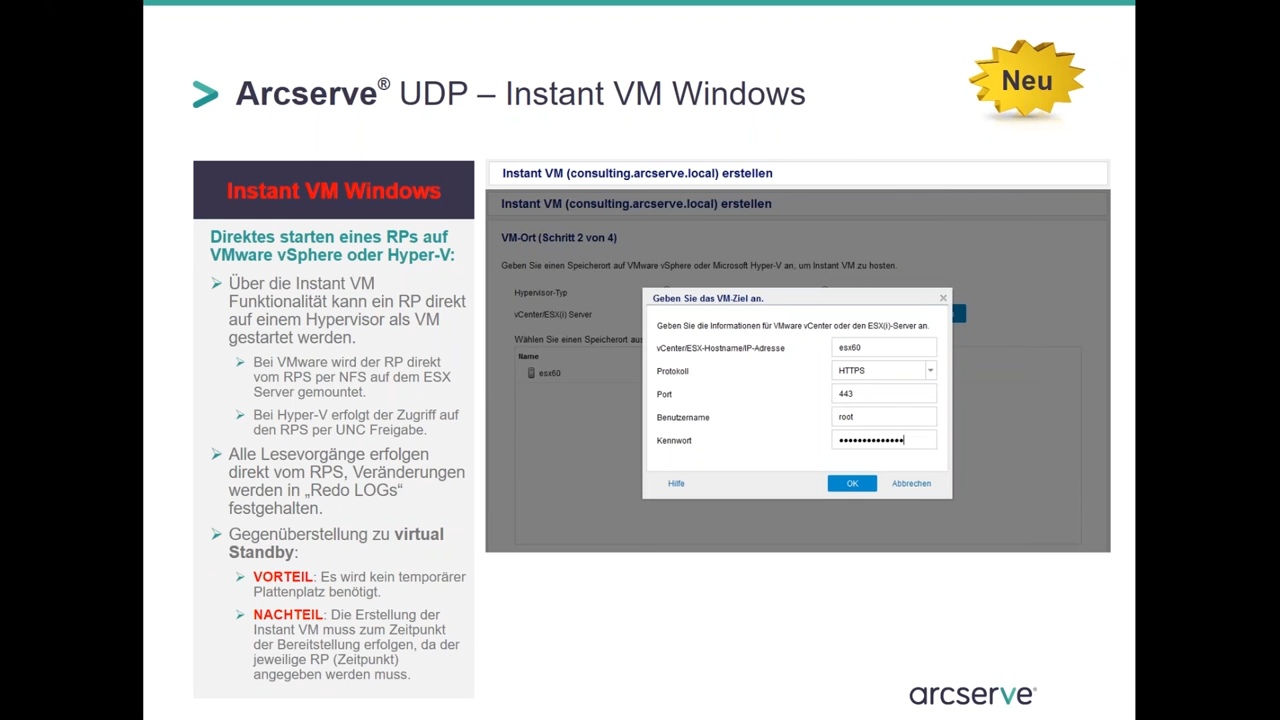 Arcserve® UDP – Instant VM Windows
Neu
Instant VM Windows
Direktes starten eines RPs auf
VMware vSphere oder Hyper-V:
Über die Instant VM
Funktionalität kann ein RP direkt
auf einem Hypervisor als VM
gestartet werden.
Bei VMware wird der RP direkt
vom RPS per NFS auf dem ESX
Server gemountet.
Bei Hyper-V erfolgt der Zugriff auf
den RPS per UNC Freigabe.
Alle Lesevorgänge erfolgen
direkt vom RPS, Veränderungen
werden in „Redo LOGs“
festgehalten.
Gegenüberstellung zu virtual
Standby:
VORTEIL: Es wird kein temporärer
Plattenplatz benötigt.
NACHTEIL: Die Erstellung der
Instant VM muss zum Zeitpunkt
der Bereitstellung erfolgen, da der
jeweilige RP (Zeitpunkt)
angegeben werden muss.
Instant VM (consulting.arcserve.local) erstellen
Instant VM (consulting.arcserve.local) erstellen
VM-Ort (Schritt 2 von 4)
Geben Sie einen Speicherort auf VMware vSphere oder Microsoft Hyper-V an, um Instant VM zu hosten.
Hypervisor-Typ
vCenter/ESX(i) Server
Wählen Sie einen Speicherort aus
Name
esx60
Geben Sie das VM-Ziel an.
Geben Sie die Informationen für VMware vCenter oder den ESX(i)-Server an.
vCenter/ESX-Hostname/IP-Adresse
esx60
Protokoll
HTTPS
Port
443
Benutzername
root
Kennwort
Hilfe
OK
Abbrechen
arcserve®